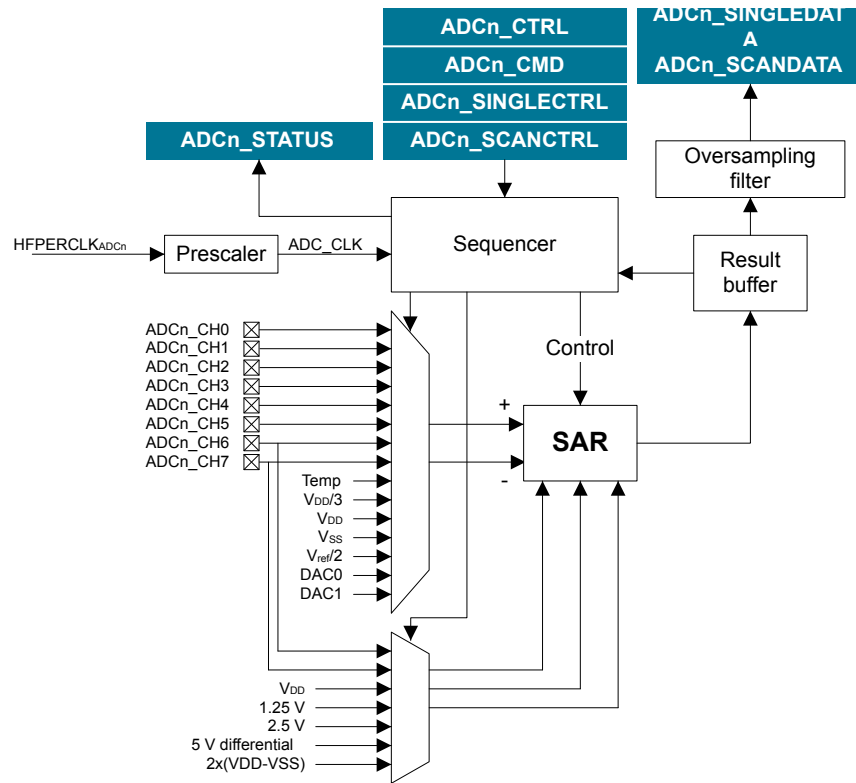 ADCn_CTRL
ADCn_CMD
ADCn_SINGLECTRL
ADCn_SCANCTRL
ADCn_SINGLEDAT
A
ADCn_SCANDATA
ADCn_STATUS
Oversampling
filter
HFPERCLKADCn
Prescaler
ADC_CLK
Sequencer
Result
buffer
ADCn_CH0
ADCn_CH1
ADCn_CH2
ADCn_CH3
ADCn_CH4
ADCn_CH5
ADCn_CH6
ADCn_CH7
Temp
VDD/3
VDD
VSS
Vref/2
DAC0
DAC1
Control
+
-
SAR
VDD
1.25 V
2.5 V
5 V differential
2x(VDD-VSS)